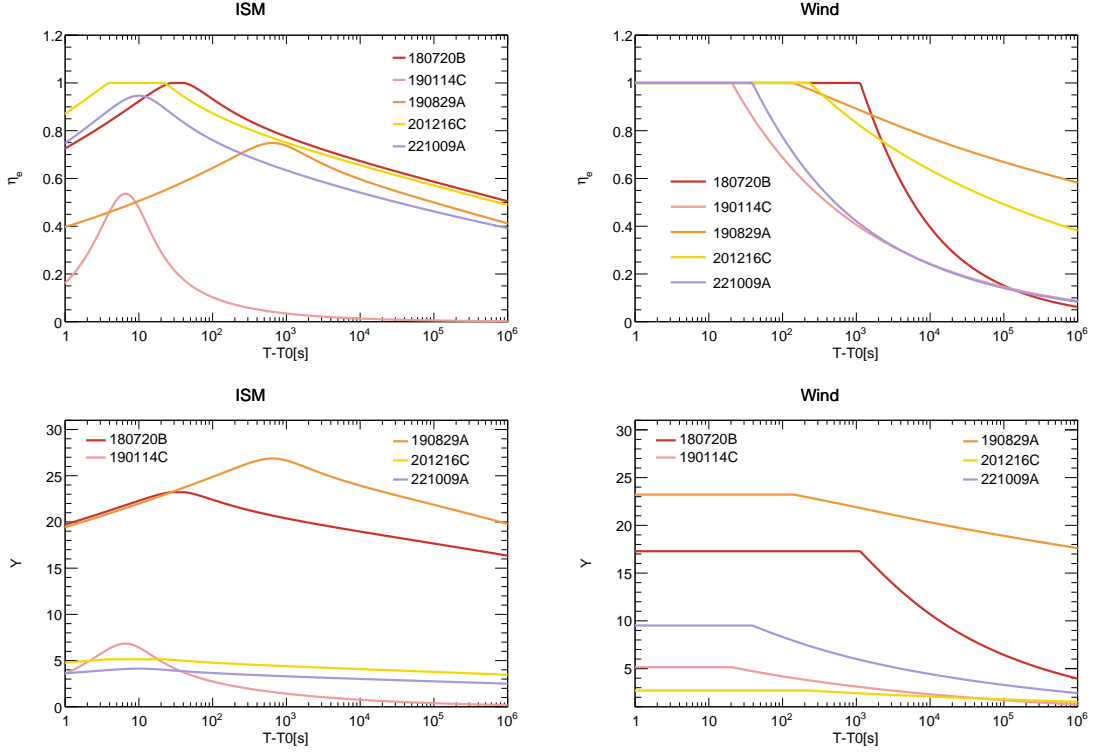 ISM
Wind
1.2
1
0.8
0.6
0.4
0.2
0
η_e
180720B
190114C
190829A
201216C
221009A
1 10 10^2 10^3 10^4 10^5 10^6
T-T0[s]
1.2
1
0.8
0.6
0.4
0.2
0
η_e
180720B
190114C
190829A
201216C
221009A
1 10 10^2 10^3 10^4 10^5 10^6
T-T0[s]
ISM
Wind
30
25
20
15
10
5
0
Y
180720B
190114C
190829A
201216C
221009A
1 10 10^2 10^3 10^4 10^5 10^6
T-T0[s]
30
25
20
15
10
5
0
Y
180720B
190114C
190829A
201216C
221009A
1 10 10^2 10^3 10^4 10^5 10^6
T-T0[s]